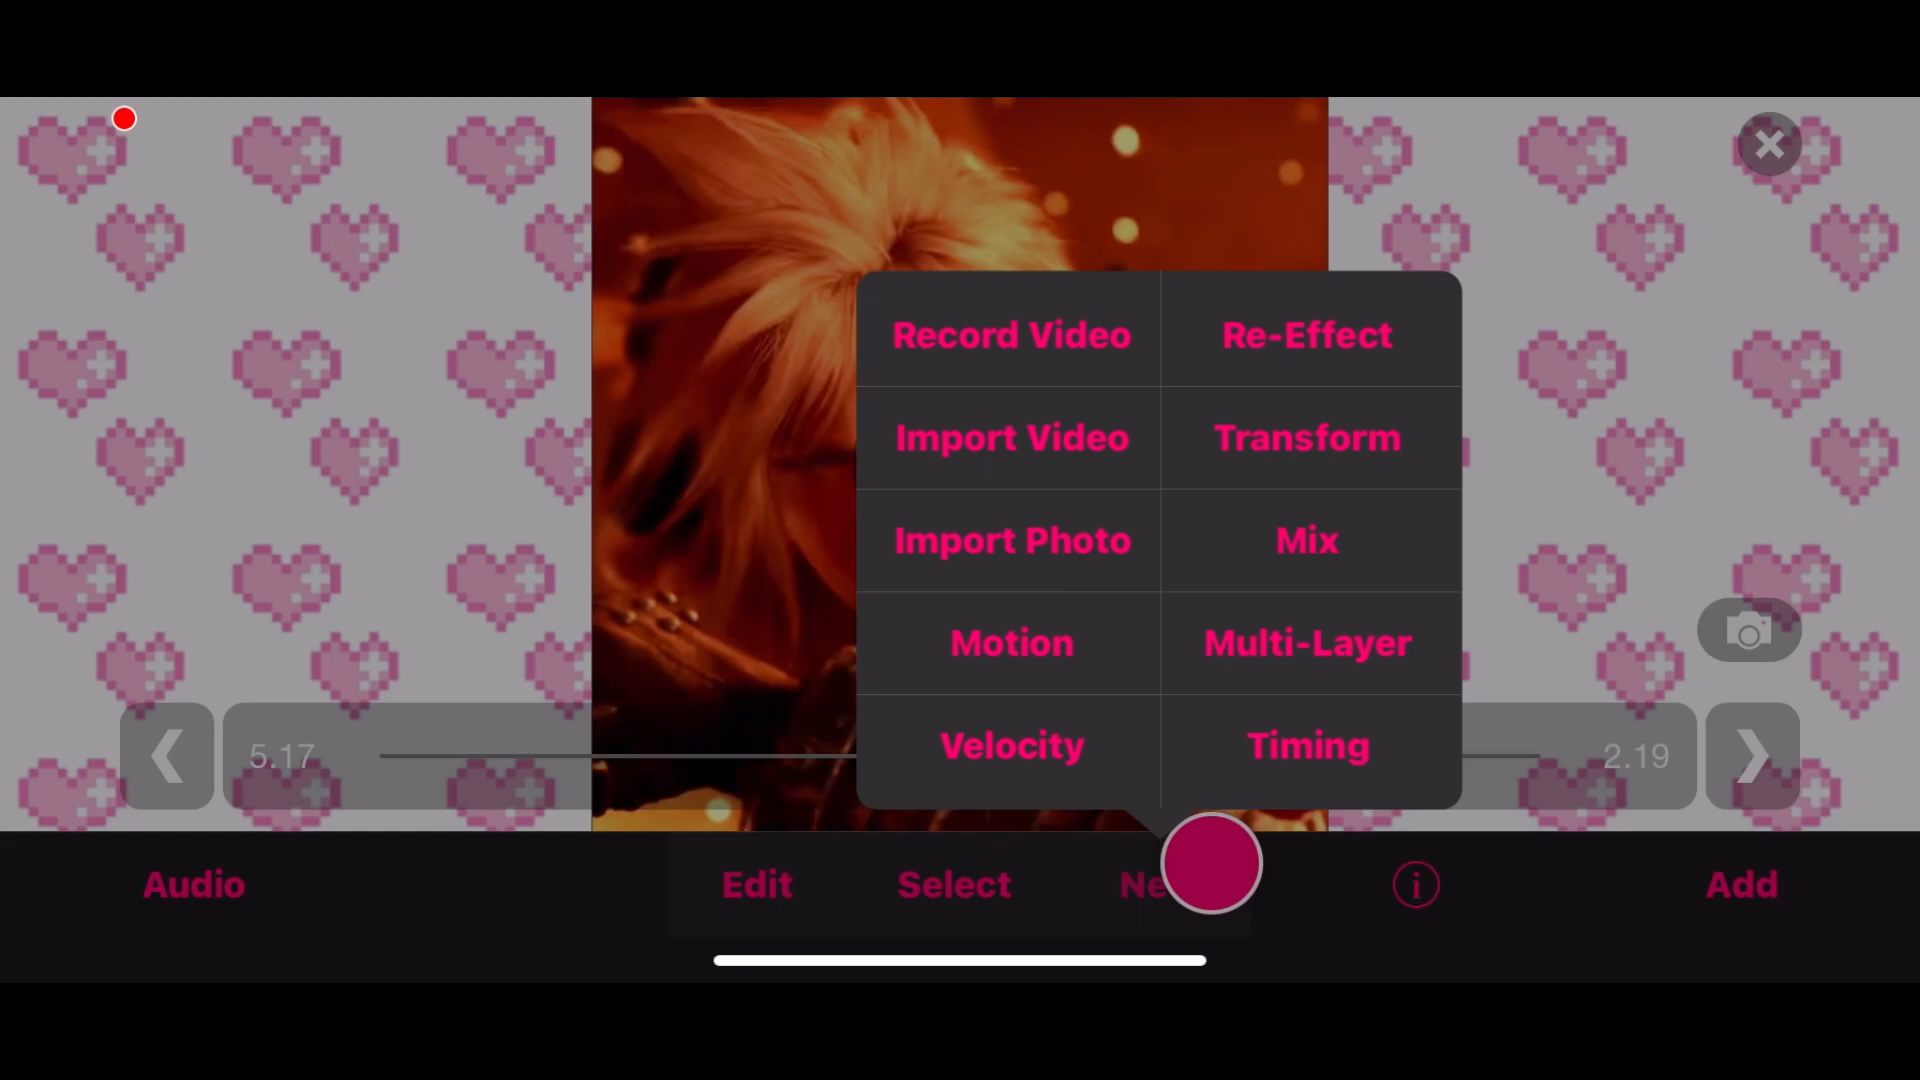 Record Video
Re-Effect
Import Video
Transform
Import Photo
Mix
Motion
Multi-Layer
Velocity
Timing
5.17
2.19
Audio
Edit
Select
Ne
i
Add